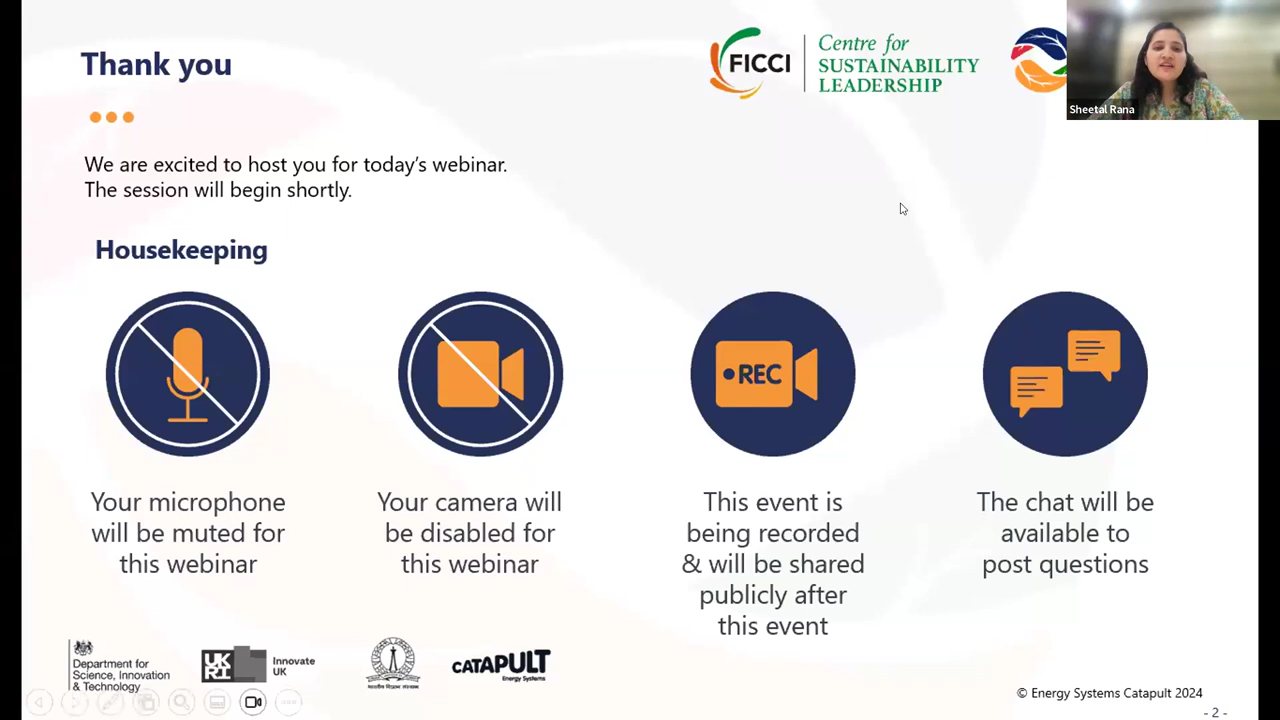 Thank you
FICCI
Centre for
SUSTAINABILITY
LEADERSHIP
Sheetal Rana
We are excited to host you for today's webinar.
The session will begin shortly.
Housekeeping
REC
Your microphone
will be muted for
this webinar
Your camera will
be disabled for
this webinar
This event is
being recorded
& will be shared
publicly after
this event
The chat will be
available to
post questions
Department for
Science, Innovation
& Technology
UKRI
Innovate
UK
CATAPULT
Energy Systems
© Energy Systems Catapult 2024
- 2 -